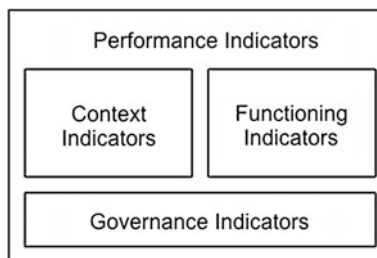 Performance Indicators
Context
Indicators
Functioning
Indicators
Governance Indicators